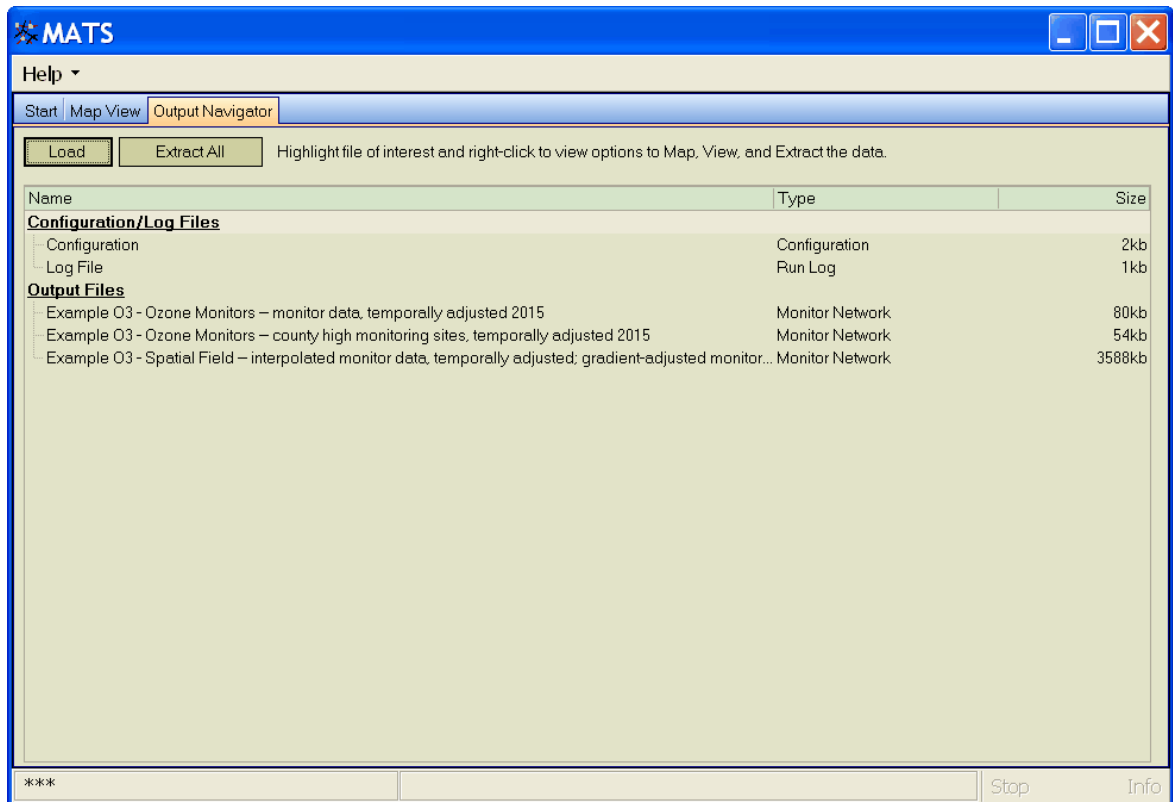 MATS
Help
Start Map View Output Navigator
Load Extract All Highlight file of interest and right-click to view options to Map, View, and Extract the data.
Name Type Size
Configuration/Log Files
Configuration Configuration 2kb
Log File Run Log 1kb
Output Files
Example O3 - Ozone Monitors – monitor data, temporally adjusted 2015 Monitor Network 80kb
Example O3 - Ozone Monitors – county high monitoring sites, temporally adjusted 2015 Monitor Network 54kb
Example O3 - Spatial Field – interpolated monitor data, temporally adjusted; gradient-adjusted monitor... Monitor Network 3588kb
*** Stop Info